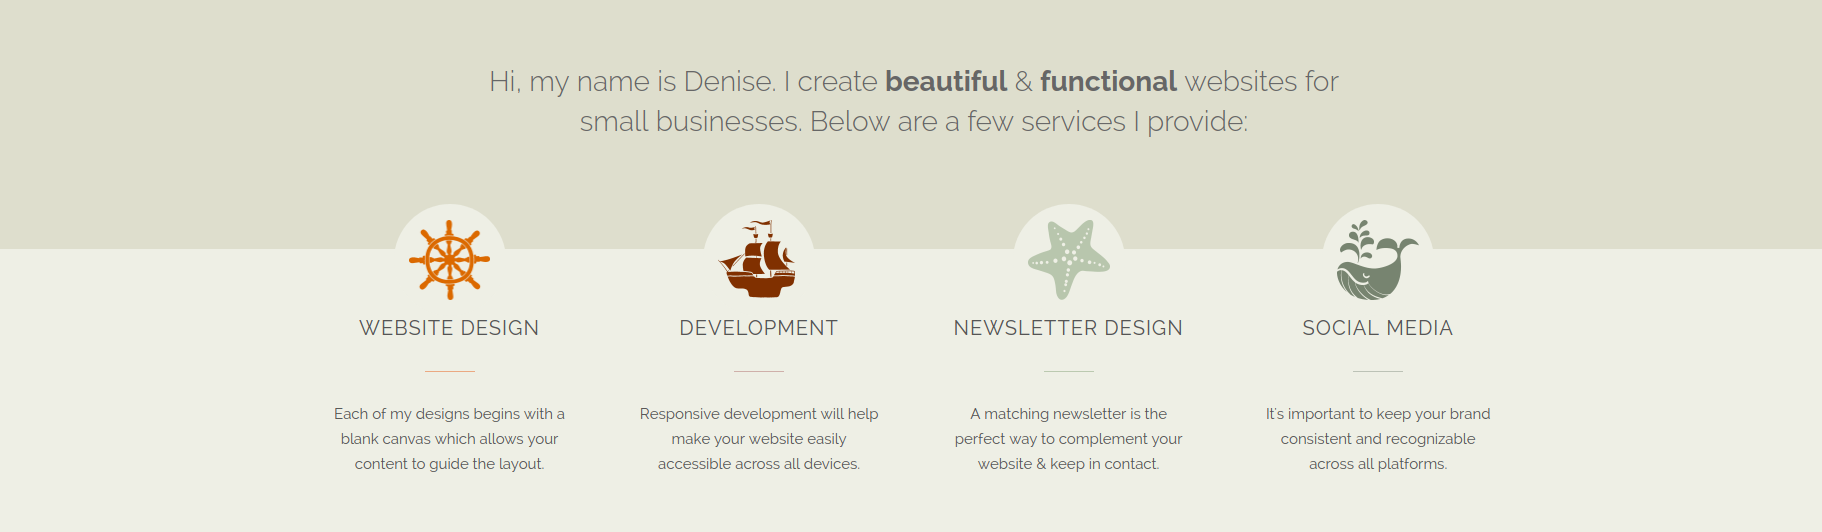 Hi, my name is Denise. I create beautiful & functional websites for
small businesses. Below are a few services I provide:
WEBSITE DESIGN
Each of my designs begins with a
blank canvas which allows your
content to guide the layout.
DEVELOPMENT
Responsive development will help
make your website easily
accessible across all devices.
NEWSLETTER DESIGN
A matching newsletter is the
perfect way to complement your
website & keep in contact.
SOCIAL MEDIA
It's important to keep your brand
consistent and recognizable
across all platforms.